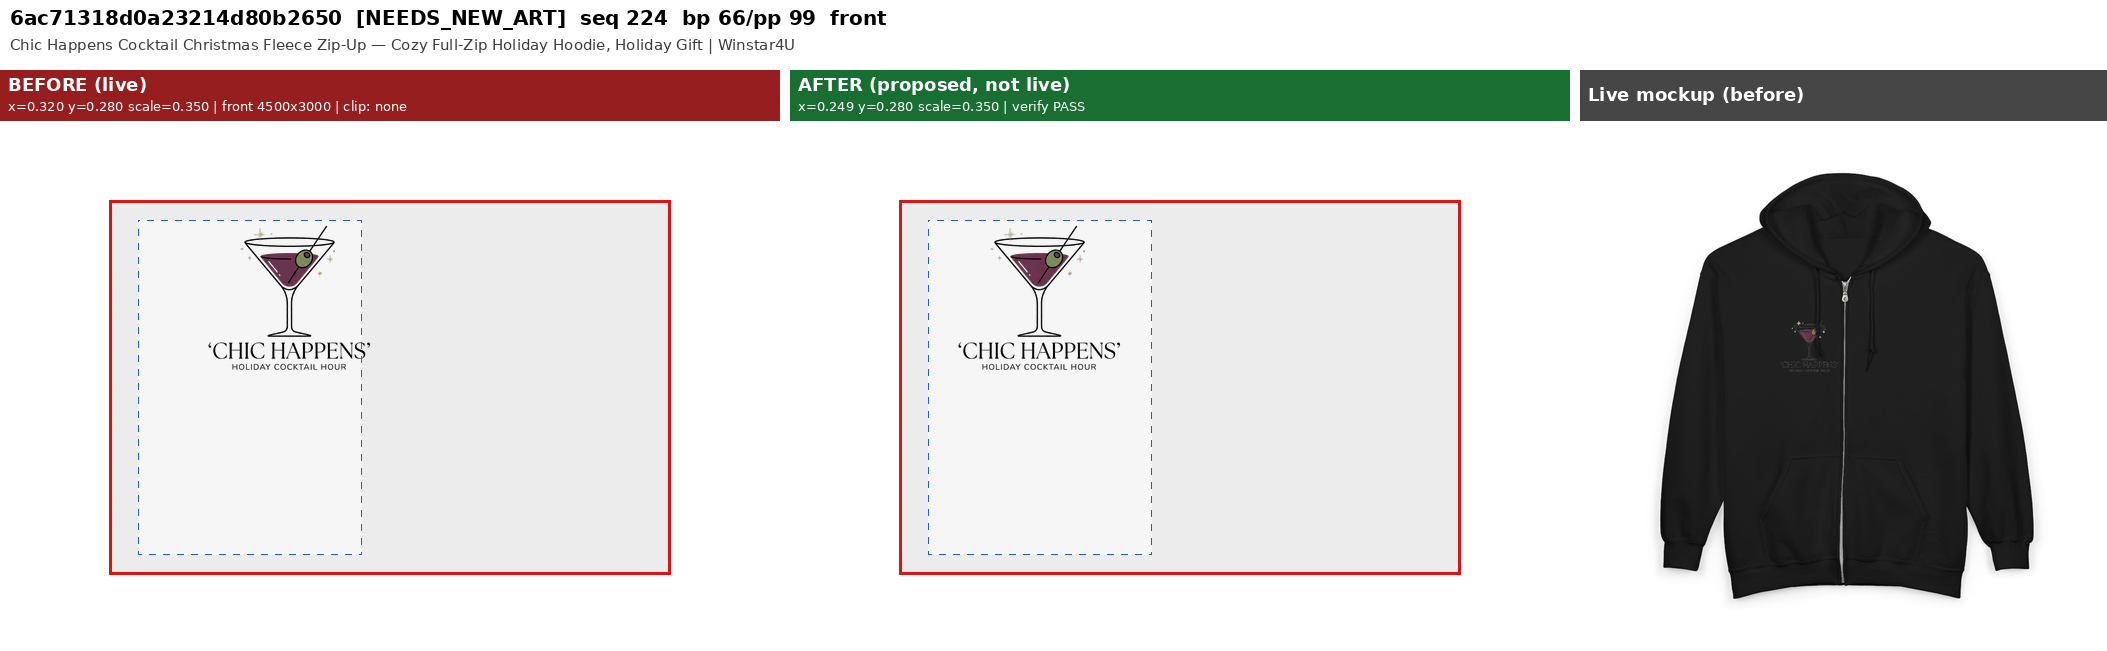 6ac71318d0a23214d80b2650 [NEEDS_NEW_ART] seq 224 bp 66/pp 99 front
Chic Happens Cocktail Christmas Fleece Zip-Up — Cozy Full-Zip Holiday Hoodie, Holiday Gift | Winstar4U
BEFORE (live)
x=0.320 y=0.280 scale=0.350 | front 4500x3000 | clip: none
AFTER (proposed, not live)
x=0.249 y=0.280 scale=0.350 | verify PASS
Live mockup (before)
‘CHIC HAPPENS’
HOLIDAY COCKTAIL HOUR
‘CHIC HAPPENS’
HOLIDAY COCKTAIL HOUR
‘CHIC HAPPENS’